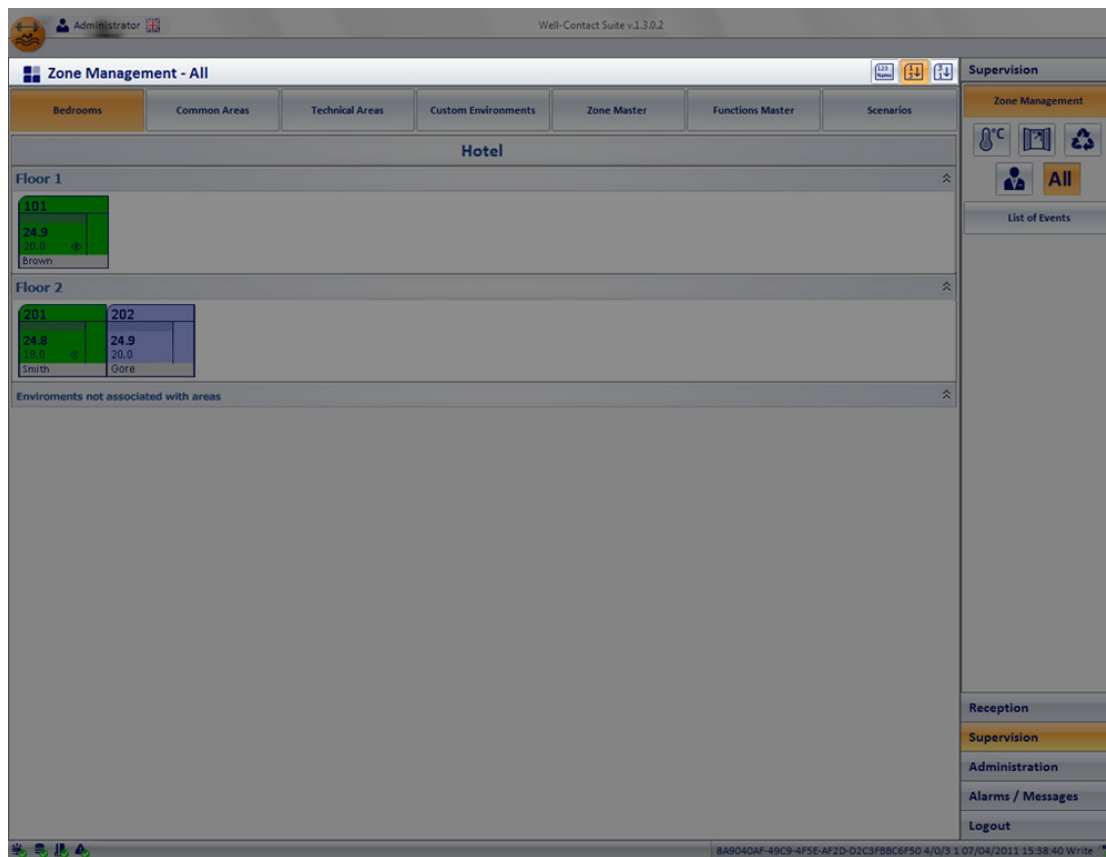 Administrator
Well-Contact Suite v.1.3.0.2
Zone Management - All
Supervision
Bedrooms
Common Areas
Technical Areas
Custom Environments
Zone Master
Functions Master
Scenarios
Zone Management
°C
All
List of Events
Hotel
Floor 1
101
24.9
20.0
Brown
Floor 2
201 202
24.8 24.9
18.0 20.0
Smith Gore
Enviroments not associated with areas
Reception
Supervision
Administration
Alarms / Messages
Logout
8A9040AF-49C9-4F5E-AF2D-D2C3FBBC6F50 4/0/3 1 07/04/2011 15:38:40 Write